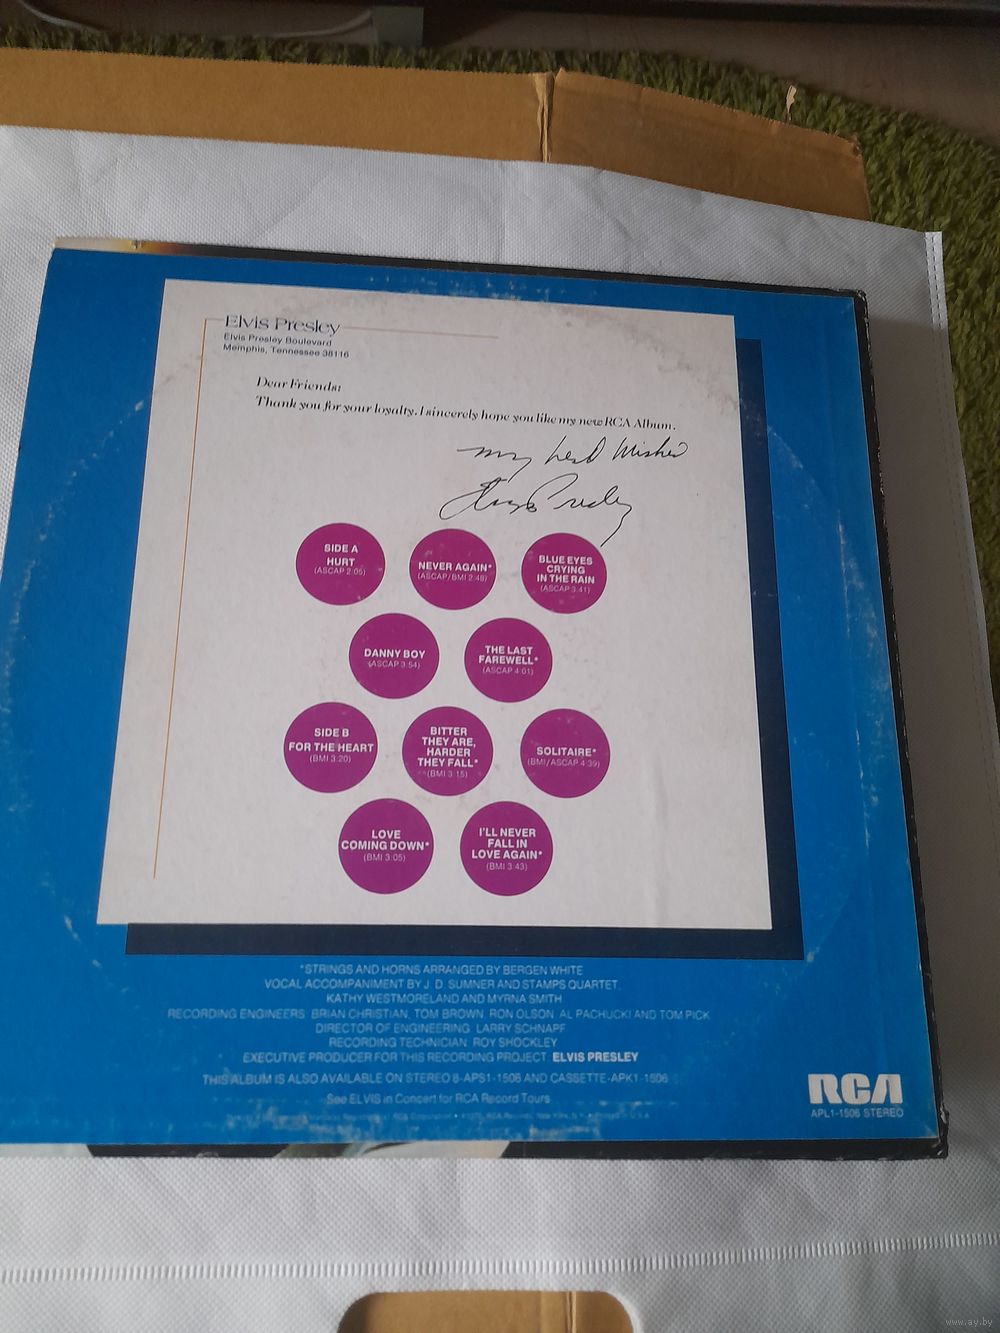 Elvis Presley
Elvis Presley Boulevard
Memphis, Tennessee 38116
Dear Friends:
Thank you for your loyalty. I sincerely hope you like my new RCA Album.
my best wishes
Elvis Presley
SIDE A
HURT
(ASCAP 2:05)
NEVER AGAIN*
(ASCAP/BMI 2:48)
BLUE EYES
CRYING
IN THE RAIN
(ASCAP 3:41)
DANNY BOY
(ASCAP 3:54)
THE LAST
FAREWELL*
(ASCAP 4:01)
SIDE B
FOR THE HEART
(BMI 3:20)
BITTER
THEY ARE,
HARDER
THEY FALL*
(BMI 3:15)
SOLITAIRE*
(BMI/ASCAP 4:39)
LOVE
COMING DOWN*
(BMI 3:05)
I'LL NEVER
FALL IN
LOVE AGAIN*
(BMI 3:43)
*STRINGS AND HORNS ARRANGED BY BERGEN WHITE
VOCAL ACCOMPANIMENT BY J. D. SUMNER AND STAMPS QUARTET,
KATHY WESTMORELAND AND MYRNA SMITH
RECORDING ENGINEERS: BRIAN CHRISTIAN, TOM BROWN, RON OLSON, AL PACHUCKI AND TOM PICK
DIRECTOR OF ENGINEERING: LARRY SCHNAPF
RECORDING TECHNICIAN: ROY SHOCKLEY
EXECUTIVE PRODUCER FOR THIS RECORDING PROJECT: ELVIS PRESLEY
THIS ALBUM IS ALSO AVAILABLE ON STEREO 8-APS1-1506 AND CASSETTE-APK1-1506
See ELVIS in Concert for RCA Record Tours
RCA
APL1-1506 STEREO
www.ay.by